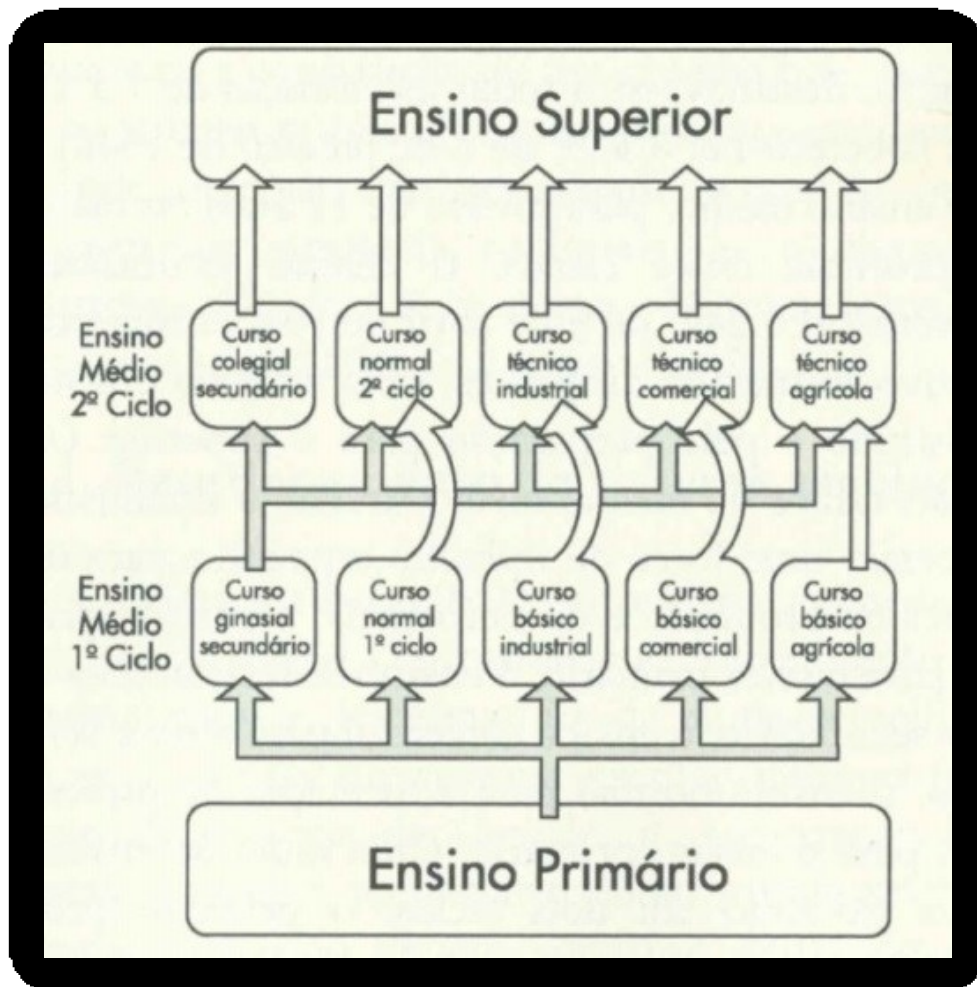 Ensino Superior
Ensino
Médio
2º Ciclo
Curso
colegial
secundário
Curso
normal
2º ciclo
Curso
técnico
industrial
Curso
técnico
comercial
Curso
técnico
agrícola
Ensino
Médio
1º Ciclo
Curso
ginasial
secundário
Curso
normal
1º ciclo
Curso
básico
industrial
Curso
básico
comercial
Curso
básico
agrícola
Ensino Primário